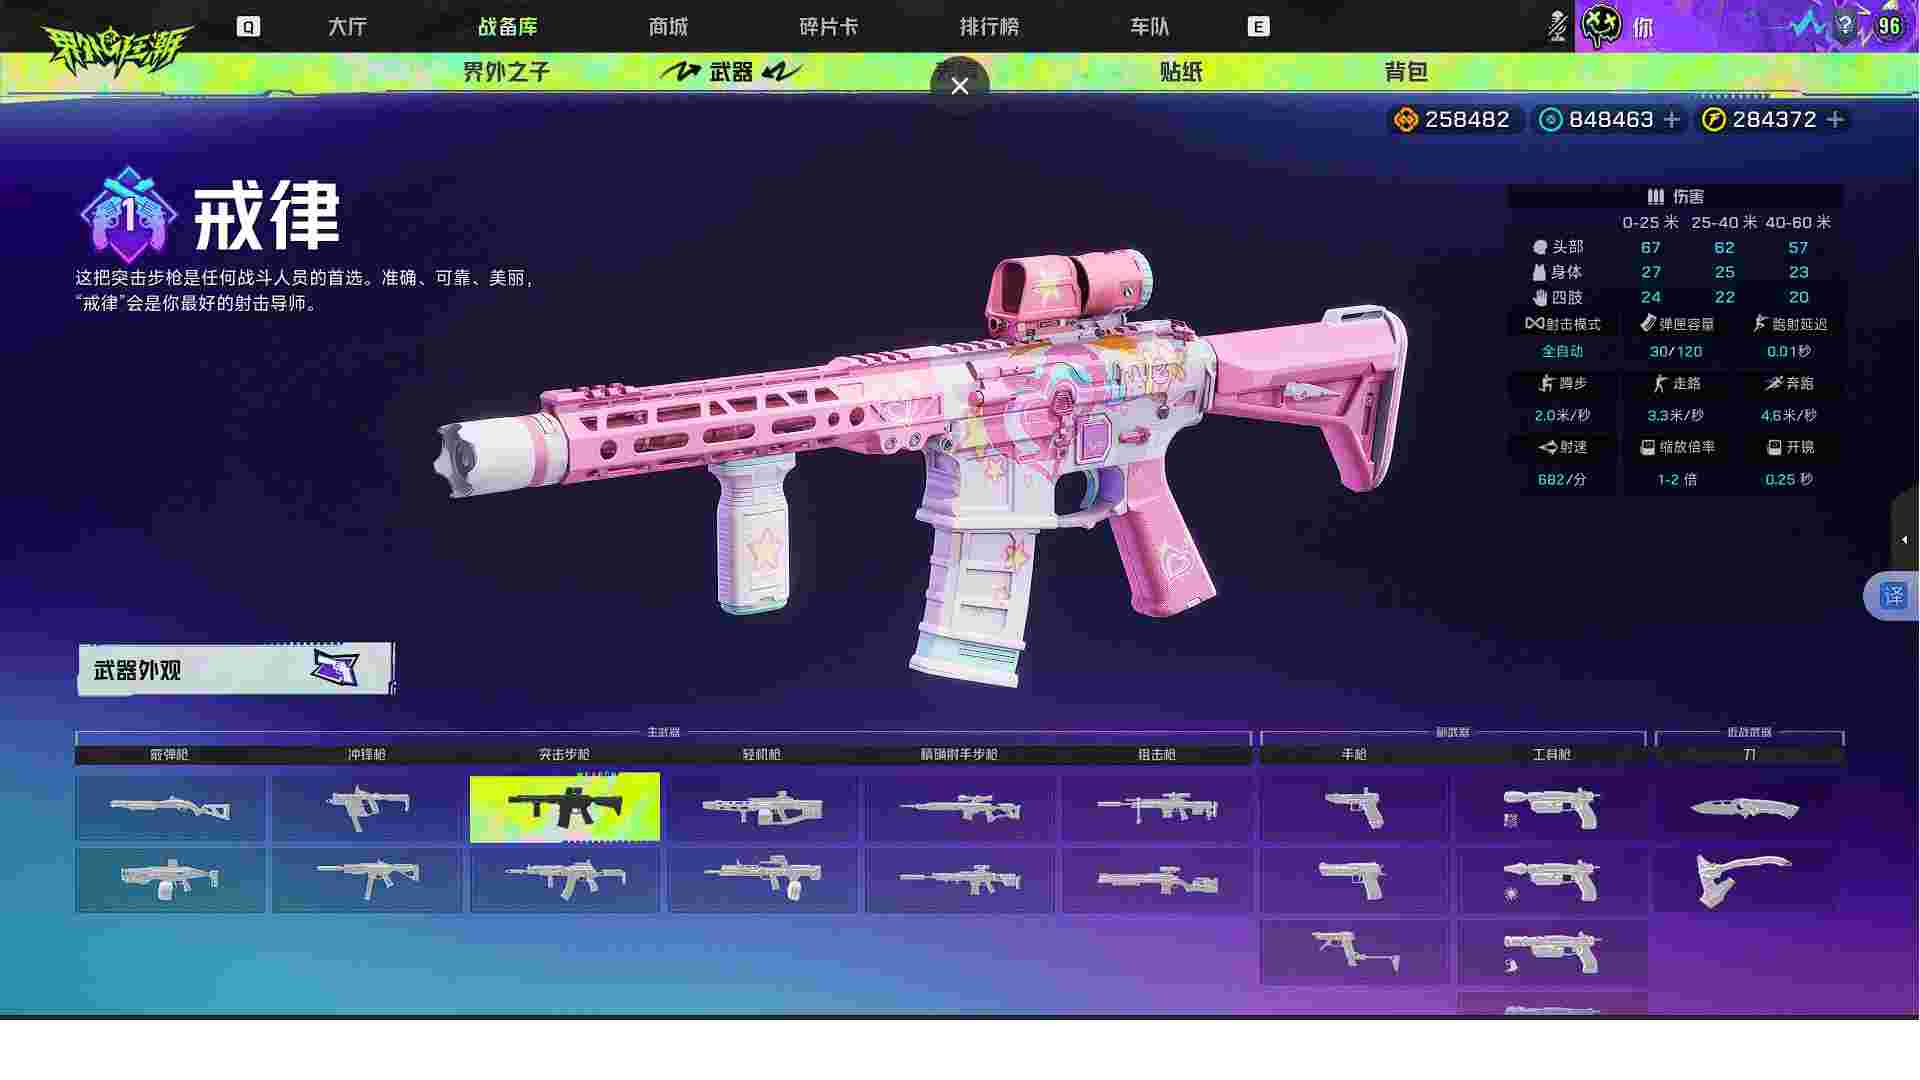 界外狂潮
Q 大厅 战备库 商城 碎片卡 排行榜 车队 E
你 ? 96
界外之子 武器 贴纸 背包
258482 848463 + 284372 +
1 戒律
这把突击步枪是任何战斗人员的首选。准确、可靠、美丽，
“戒律”会是你最好的射击导师。
伤害
0-25 米 25-40 米 40-60 米
头部 67 62 57
身体 27 25 23
四肢 24 22 20
射击模式 弹匣容量 跑射延迟
全自动 30/120 0.01秒
蹲步 走路 奔跑
2.0米/秒 3.3米/秒 4.6米/秒
射速 缩放倍率 开镜
682/分 1-2 倍 0.25 秒
译
武器外观
主武器 副武器 近战武器
霰弹枪 冲锋枪 突击步枪 轻机枪 精确射手步枪 狙击枪 手枪 工具枪 刀